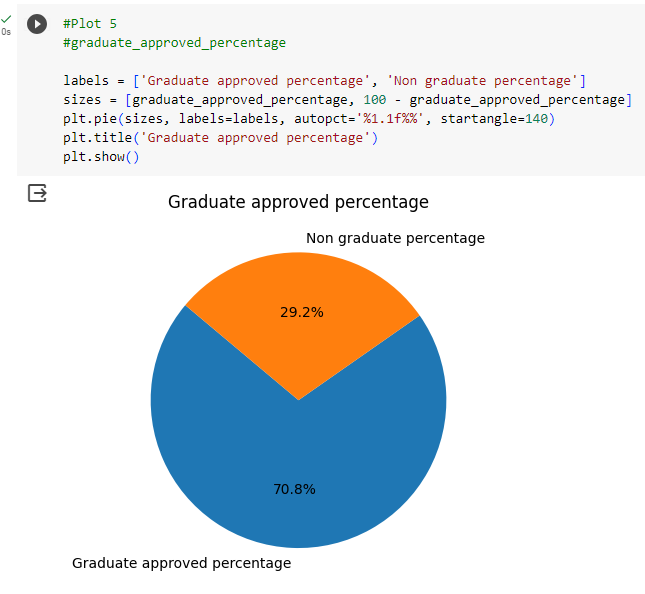 #Plot 5
0s
#graduate_approved_percentage
labels = ['Graduate approved percentage', 'Non graduate percentage']
sizes = [graduate_approved_percentage, 100 - graduate_approved_percentage]
plt.pie(sizes, labels=labels, autopct='%1.1f%%', startangle=140)
plt.title('Graduate approved percentage')
plt.show()
Graduate approved percentage
Non graduate percentage
29.2%
70.8%
Graduate approved percentage